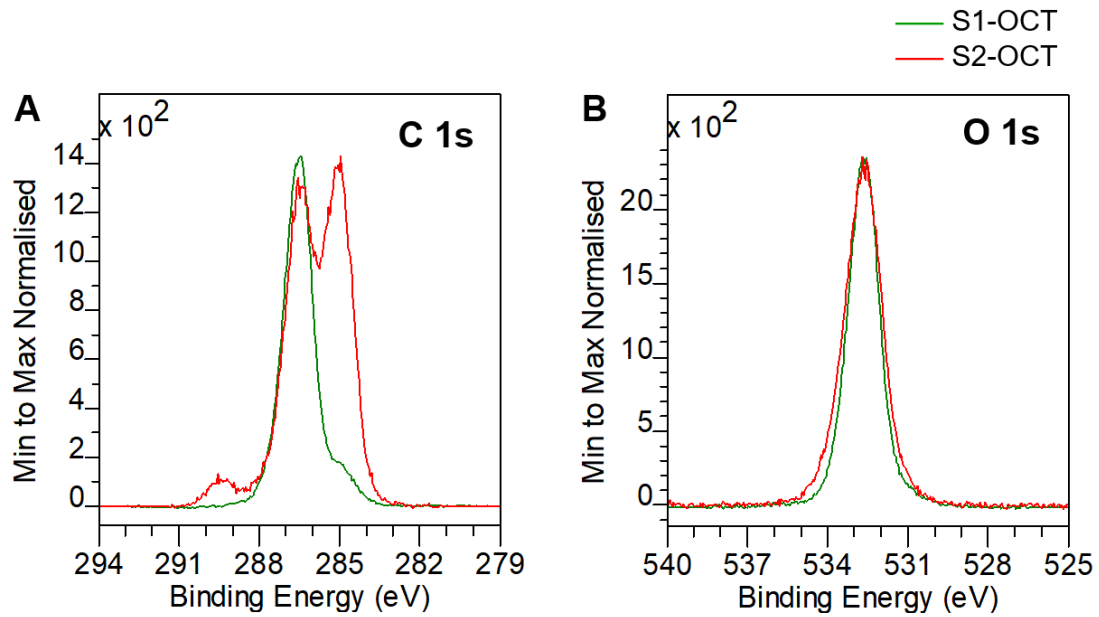 S1-OCT
S2-OCT
A
x 10²
C 1s
14
12
10
8
6
4
2
0
Min to Max Normalised
294 291 288 285 282 279
Binding Energy (eV)
B
x 10²
O 1s
20
15
10
5
0
Min to Max Normalised
540 537 534 531 528 525
Binding Energy (eV)